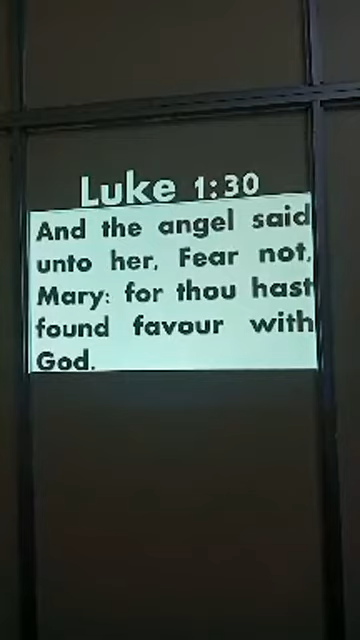 Luke 1:30
And the angel said
unto her, Fear not,
Mary: for thou hast
found favour with
God.